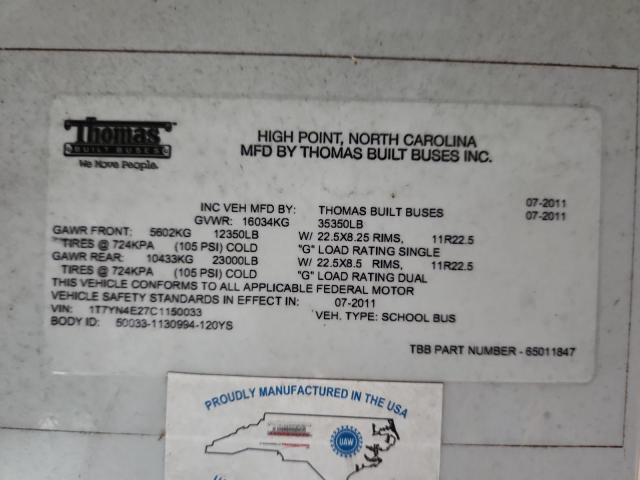 Thomas
BUILT BUSES
We Move People.
HIGH POINT, NORTH CAROLINA
MFD BY THOMAS BUILT BUSES INC.
INC VEH MFD BY: THOMAS BUILT BUSES 07-2011
GVWR: 16034KG 35350LB 07-2011
GAWR FRONT: 5602KG 12350LB W/ 22.5X8.25 RIMS, 11R22.5
TIRES @ 724KPA (105 PSI) COLD "G" LOAD RATING SINGLE
GAWR REAR: 10433KG 23000LB W/ 22.5X8.5 RIMS, 11R22.5
TIRES @ 724KPA (105 PSI) COLD "G" LOAD RATING DUAL
THIS VEHICLE CONFORMS TO ALL APPLICABLE FEDERAL MOTOR
VEHICLE SAFETY STANDARDS IN EFFECT IN: 07-2011
VIN: 1T7YN4E27C1150033 VEH. TYPE: SCHOOL BUS
BODY ID: 50033-1130994-120YS
TBB PART NUMBER - 65011847
PROUDLY MANUFACTURED IN THE USA
UAW